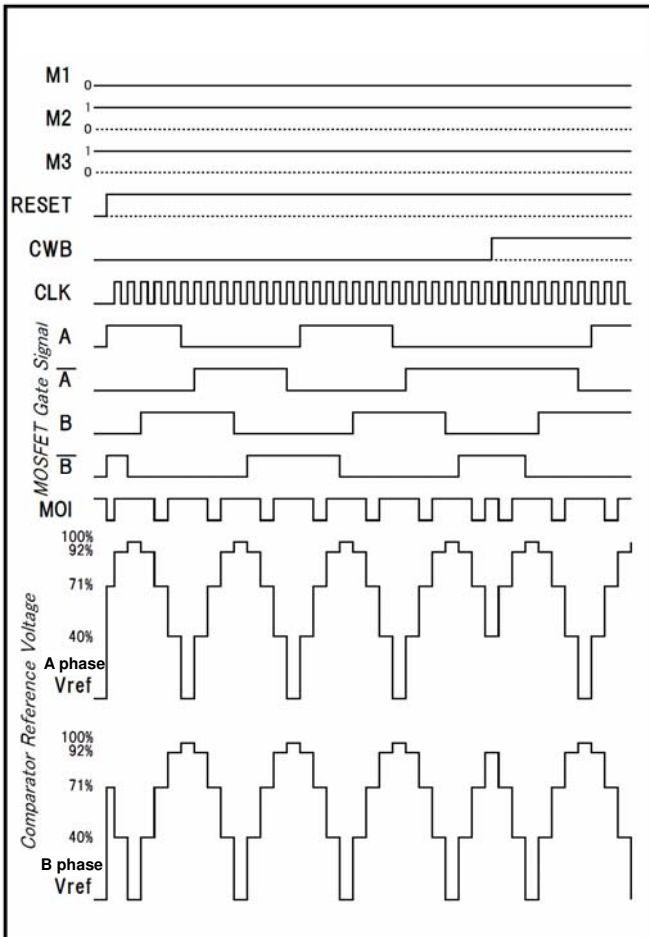 M1 0
M2 1
0
M3 1
0
RESET
CWB
CLK
MOSFET Gate Signal
A
A̅
B
B̅
MOI
Comparator Reference Voltage
100%
92%
71%
40%
A phase
Vref
100%
92%
71%
40%
B phase
Vref